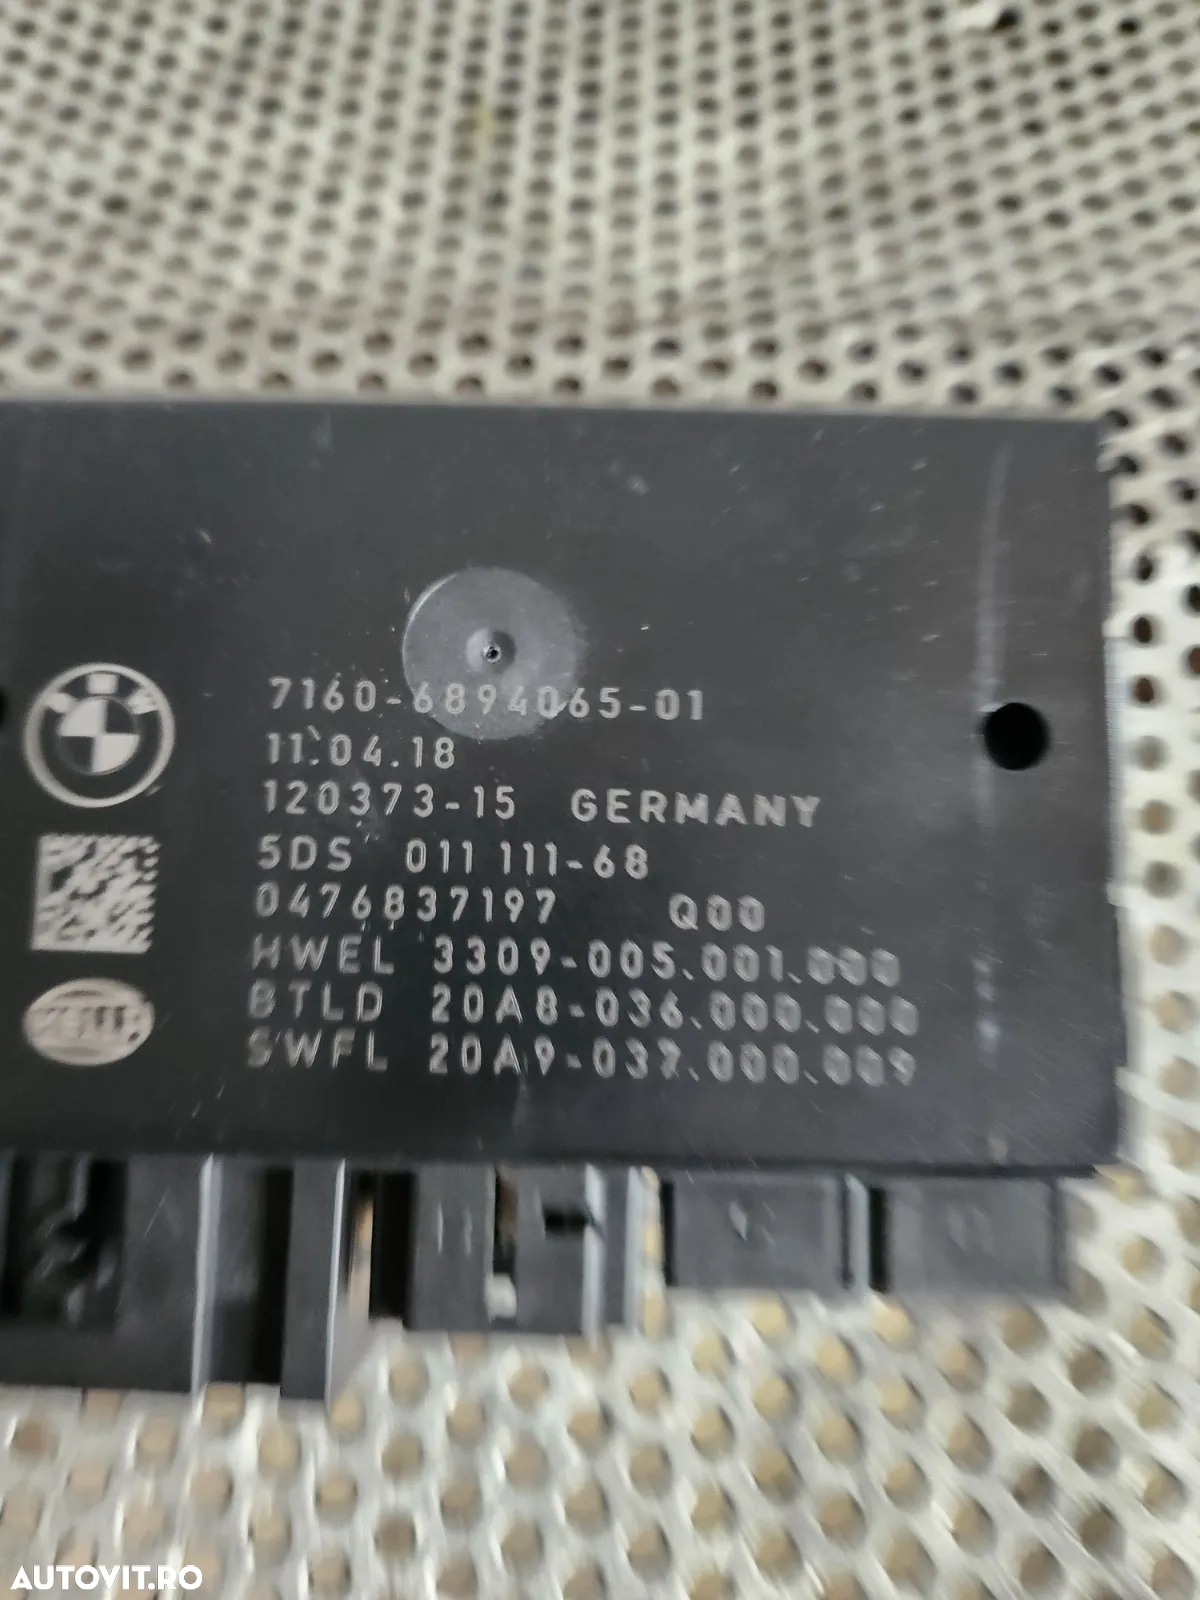 7160-6894065-01
11.04.18
120373-15 GERMANY
5DS 011 111-68
0476837197 Q00
HWEL 3309-005.001.000
BTLD 20A8-036.000.000
HELLA
SWFL 20A9-037.000.009
AUTOVIT.RO